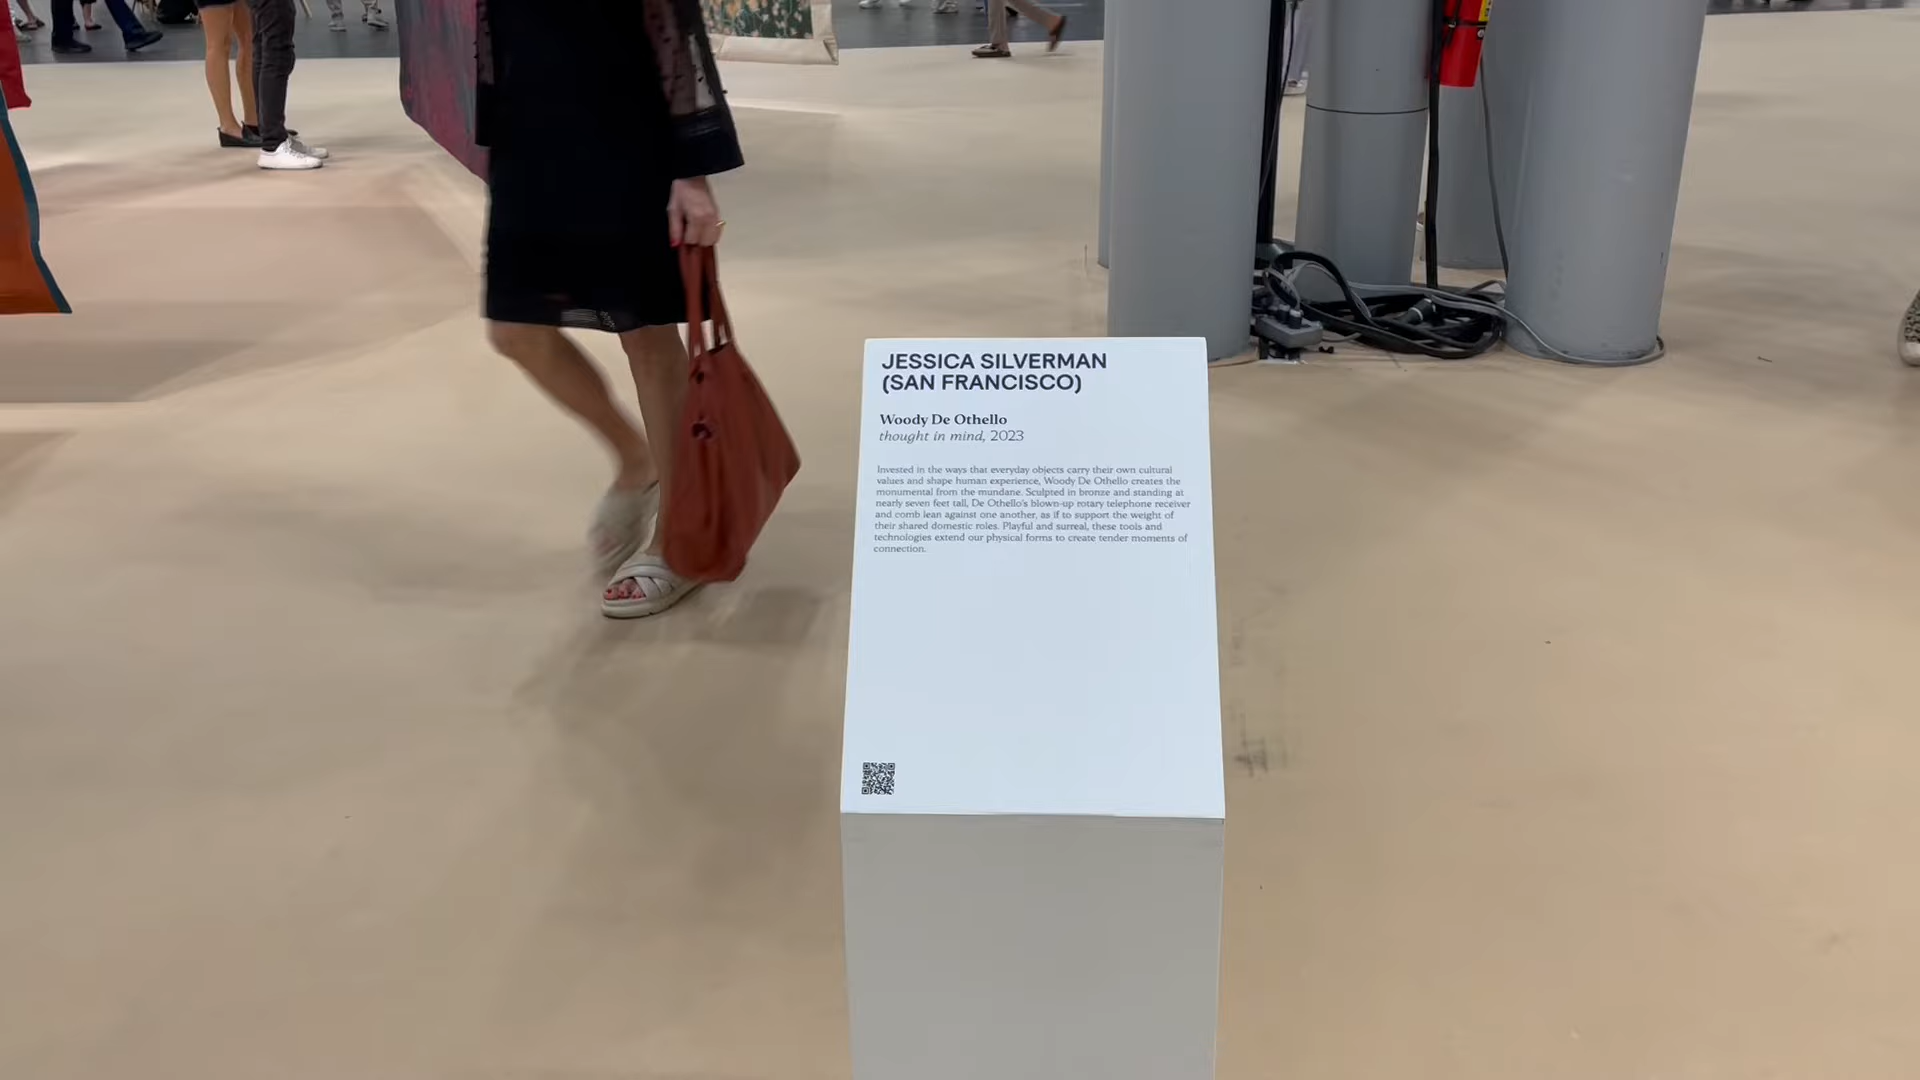 JESSICA SILVERMAN
(SAN FRANCISCO)
Woody De Othello
thought in mind, 2023
Invested in the ways that everyday objects carry their own cultural
values and shape human experience, Woody De Othello creates the
monumental from the mundane. Sculpted in bronze and standing at
nearly seven feet tall, De Othello's blown-up rotary telephone receiver
and comb lean against one another, as if to support the weight of
their shared domestic roles. Playful and surreal, these tools and
technologies extend our physical forms to create tender moments of
connection.